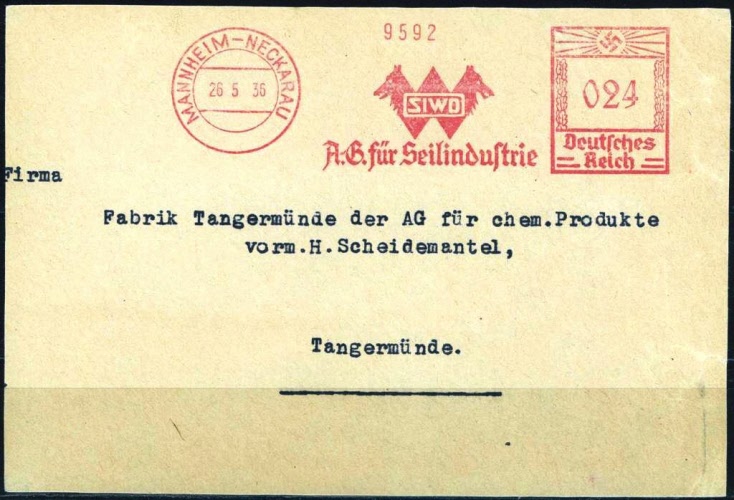 9592
MANNHEIM-NECKARAU
26 5 36
SIWO
A.-G. für Seilindustrie
024
Deutsches
Reich
Firma
Fabrik Tangermünde der AG für chem.Produkte
vorm.H.Scheidemantel,
Tangermünde.